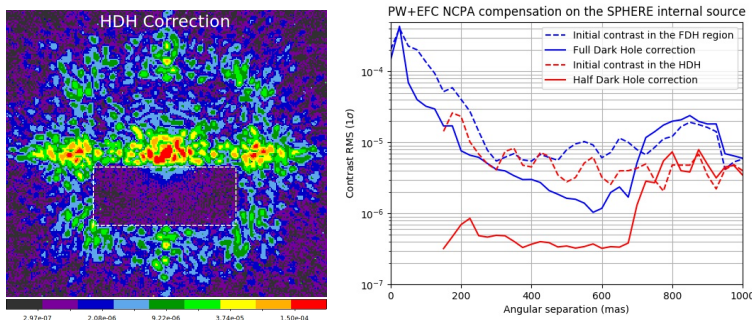 HDH Correction
2.97e-07 2.08e-06 9.22e-06 3.74e-05 1.50e-04
PW+EFC NCPA compensation on the SPHERE internal source
Initial contrast in the FDH region
Full Dark Hole correction
Initial contrast in the HDH
Half Dark Hole correction
Contrast RMS (1σ)
10⁻⁴
10⁻⁵
10⁻⁶
10⁻⁷
0 200 400 600 800 1000
Angular separation (mas)